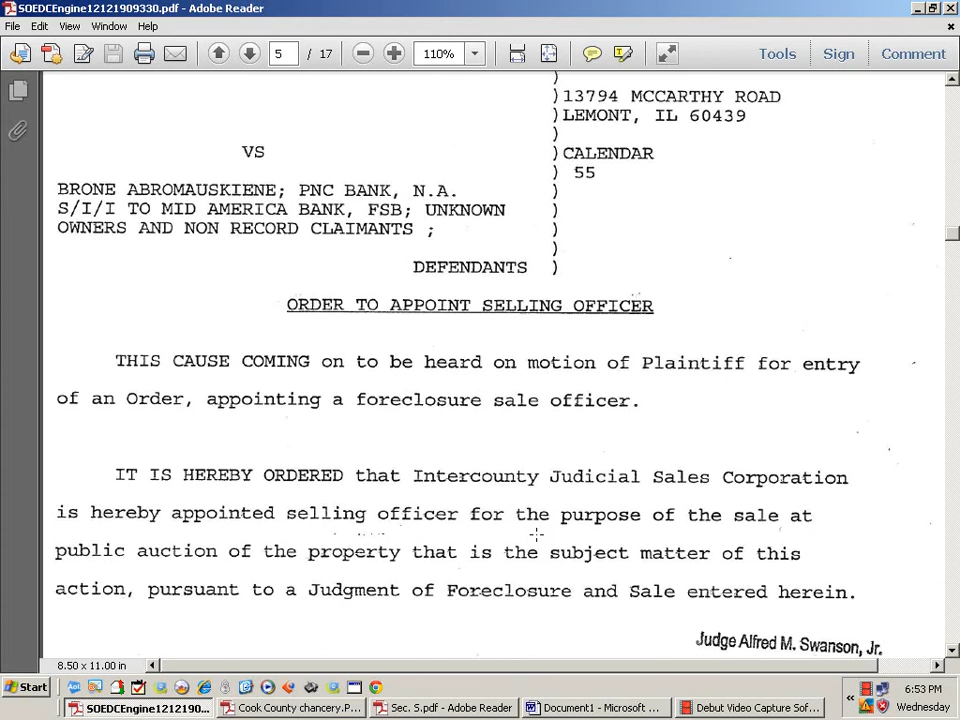 SOEDCEngine12121909330.pdf - Adobe Reader
File Edit View Window Help
5 / 17 110% Tools Sign Comment
)
)13794 MCCARTHY ROAD
)LEMONT, IL 60439
)
VS )CALENDAR
) 55
BRONE ABROMAUSKIENE; PNC BANK, N.A. )
S/I/I TO MID AMERICA BANK, FSB; UNKNOWN )
OWNERS AND NON RECORD CLAIMANTS ; )
)
DEFENDANTS )
ORDER TO APPOINT SELLING OFFICER
THIS CAUSE COMING on to be heard on motion of Plaintiff for entry
of an Order, appointing a foreclosure sale officer.
IT IS HEREBY ORDERED that Intercounty Judicial Sales Corporation
is hereby appointed selling officer for the purpose of the sale at
public auction of the property that is the subject matter of this
action, pursuant to a Judgment of Foreclosure and Sale entered herein.
Judge Alfred M. Swanson, Jr.
8.50 x 11.00 in
Start 6:53 PM
SOEDCEngine1212190... Cook County chancery.P... Sec. S.pdf - Adobe Reader Document1 - Microsoft ... Debut Video Capture Sof... « Wednesday